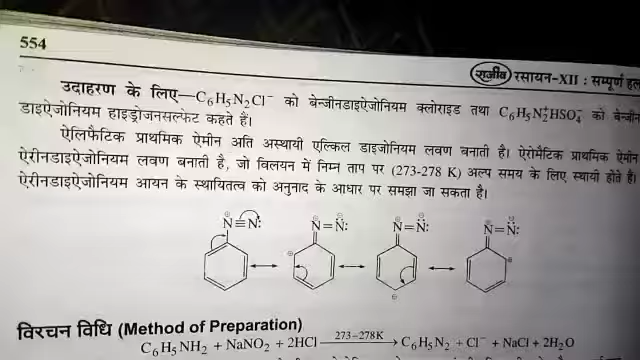 554
राजीव रसायन-XII : सम्पूर्ण हल
उदाहरण के लिए—C₆H₅N₂Cl⁻ को बेन्जीनडाइऐजोनियम क्लोराइड तथा C₆H₅N₂⁺HSO₄⁻ को बेन्जीन
डाइऐजोनियम हाइड्रोजनसल्फेट कहते हैं।
ऐलिफैटिक प्राथमिक ऐमीन अति अस्थायी एल्किल डाइजोनियम लवण बनाती है। ऐरोमैटिक प्राथमिक ऐमीन
ऐरीनडाइऐजोनियम लवण बनाती है, जो विलयन में निम्न ताप पर (273-278 K) अल्प समय के लिए स्थायी होते हैं।
ऐरीनडाइऐजोनियम आयन के स्थायितत्व को अनुनाद के आधार पर समझा जा सकता है।
N≡N: N=N: N=N: N=N:
विरचन विधि (Method of Preparation)
C₆H₅NH₂ + NaNO₂ + 2HCl 273–278K → C₆H₅N₂ + Cl⁻ + NaCl + 2H₂O